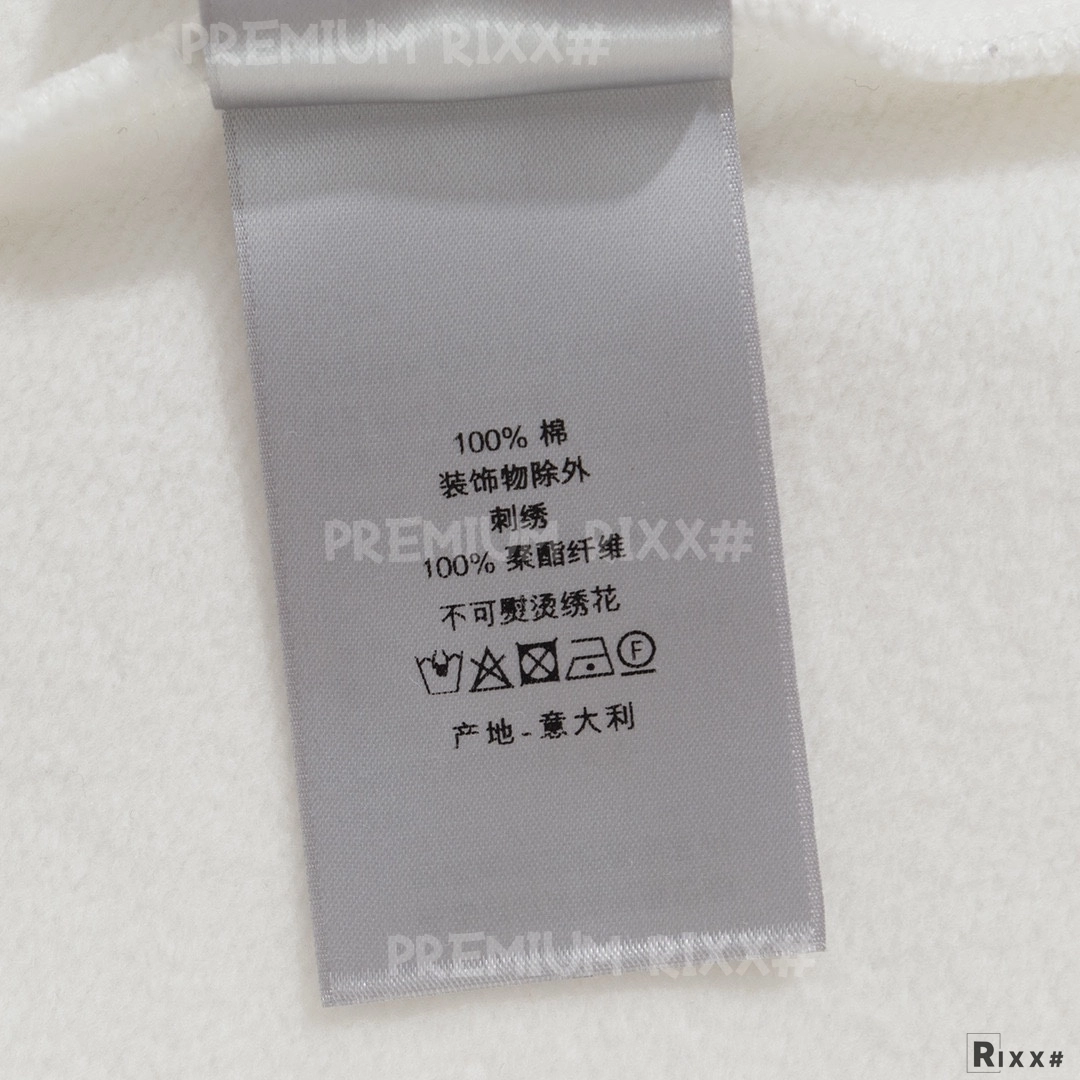 PREMIUM RIXX#
100% 棉
装饰物除外
刺绣
PREMIUM RIXX#
100% 聚酯纤维
不可熨烫绣花
F
产地-意大利
PREMIUM RIXX#
RIXX#